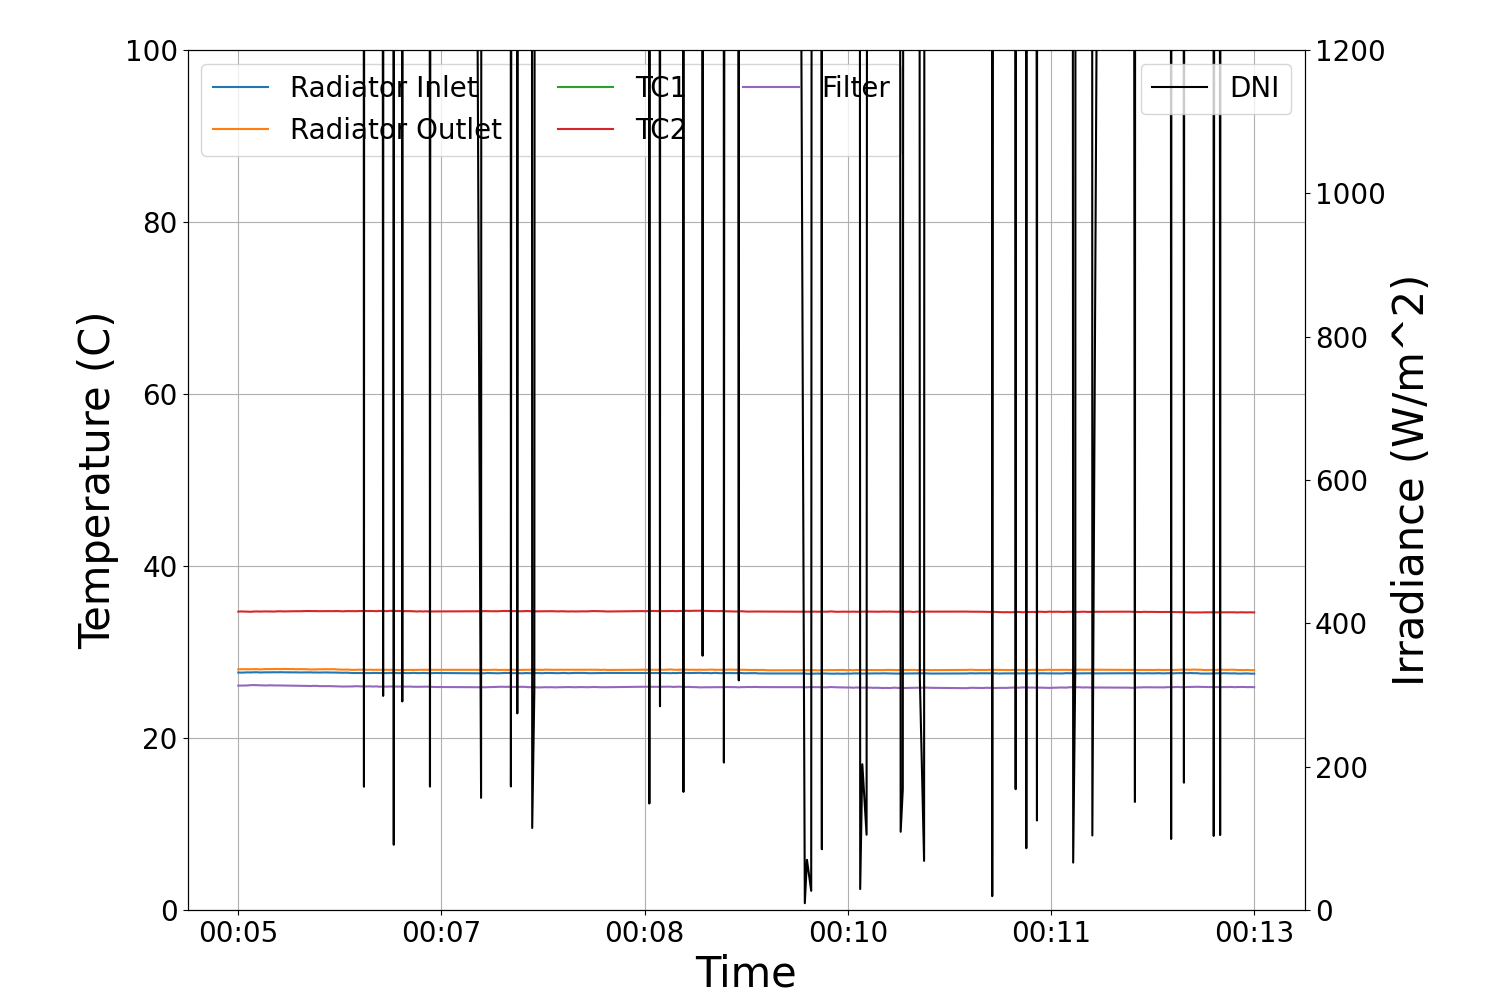 100
80
60
40
20
0
Temperature (C)
Radiator Inlet
Radiator Outlet
TC1
TC2
Filter
DNI
1200
1000
800
600
400
200
0
Irradiance (W/m^2)
00:05
00:07
00:08
00:10
00:11
00:13
Time